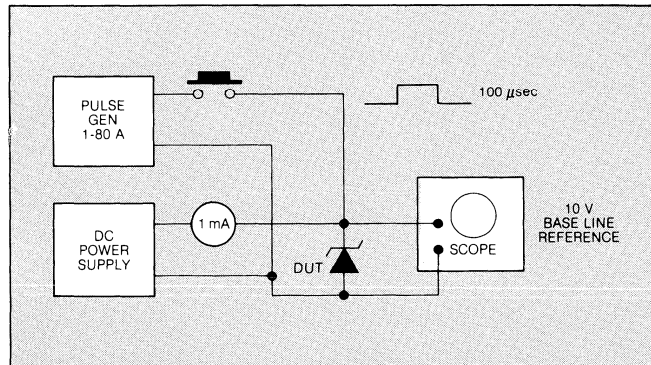 PULSE
GEN
1-80 A
100 μsec
DC
POWER
SUPPLY
1 mA
DUT
SCOPE
10 V
BASE LINE
REFERENCE